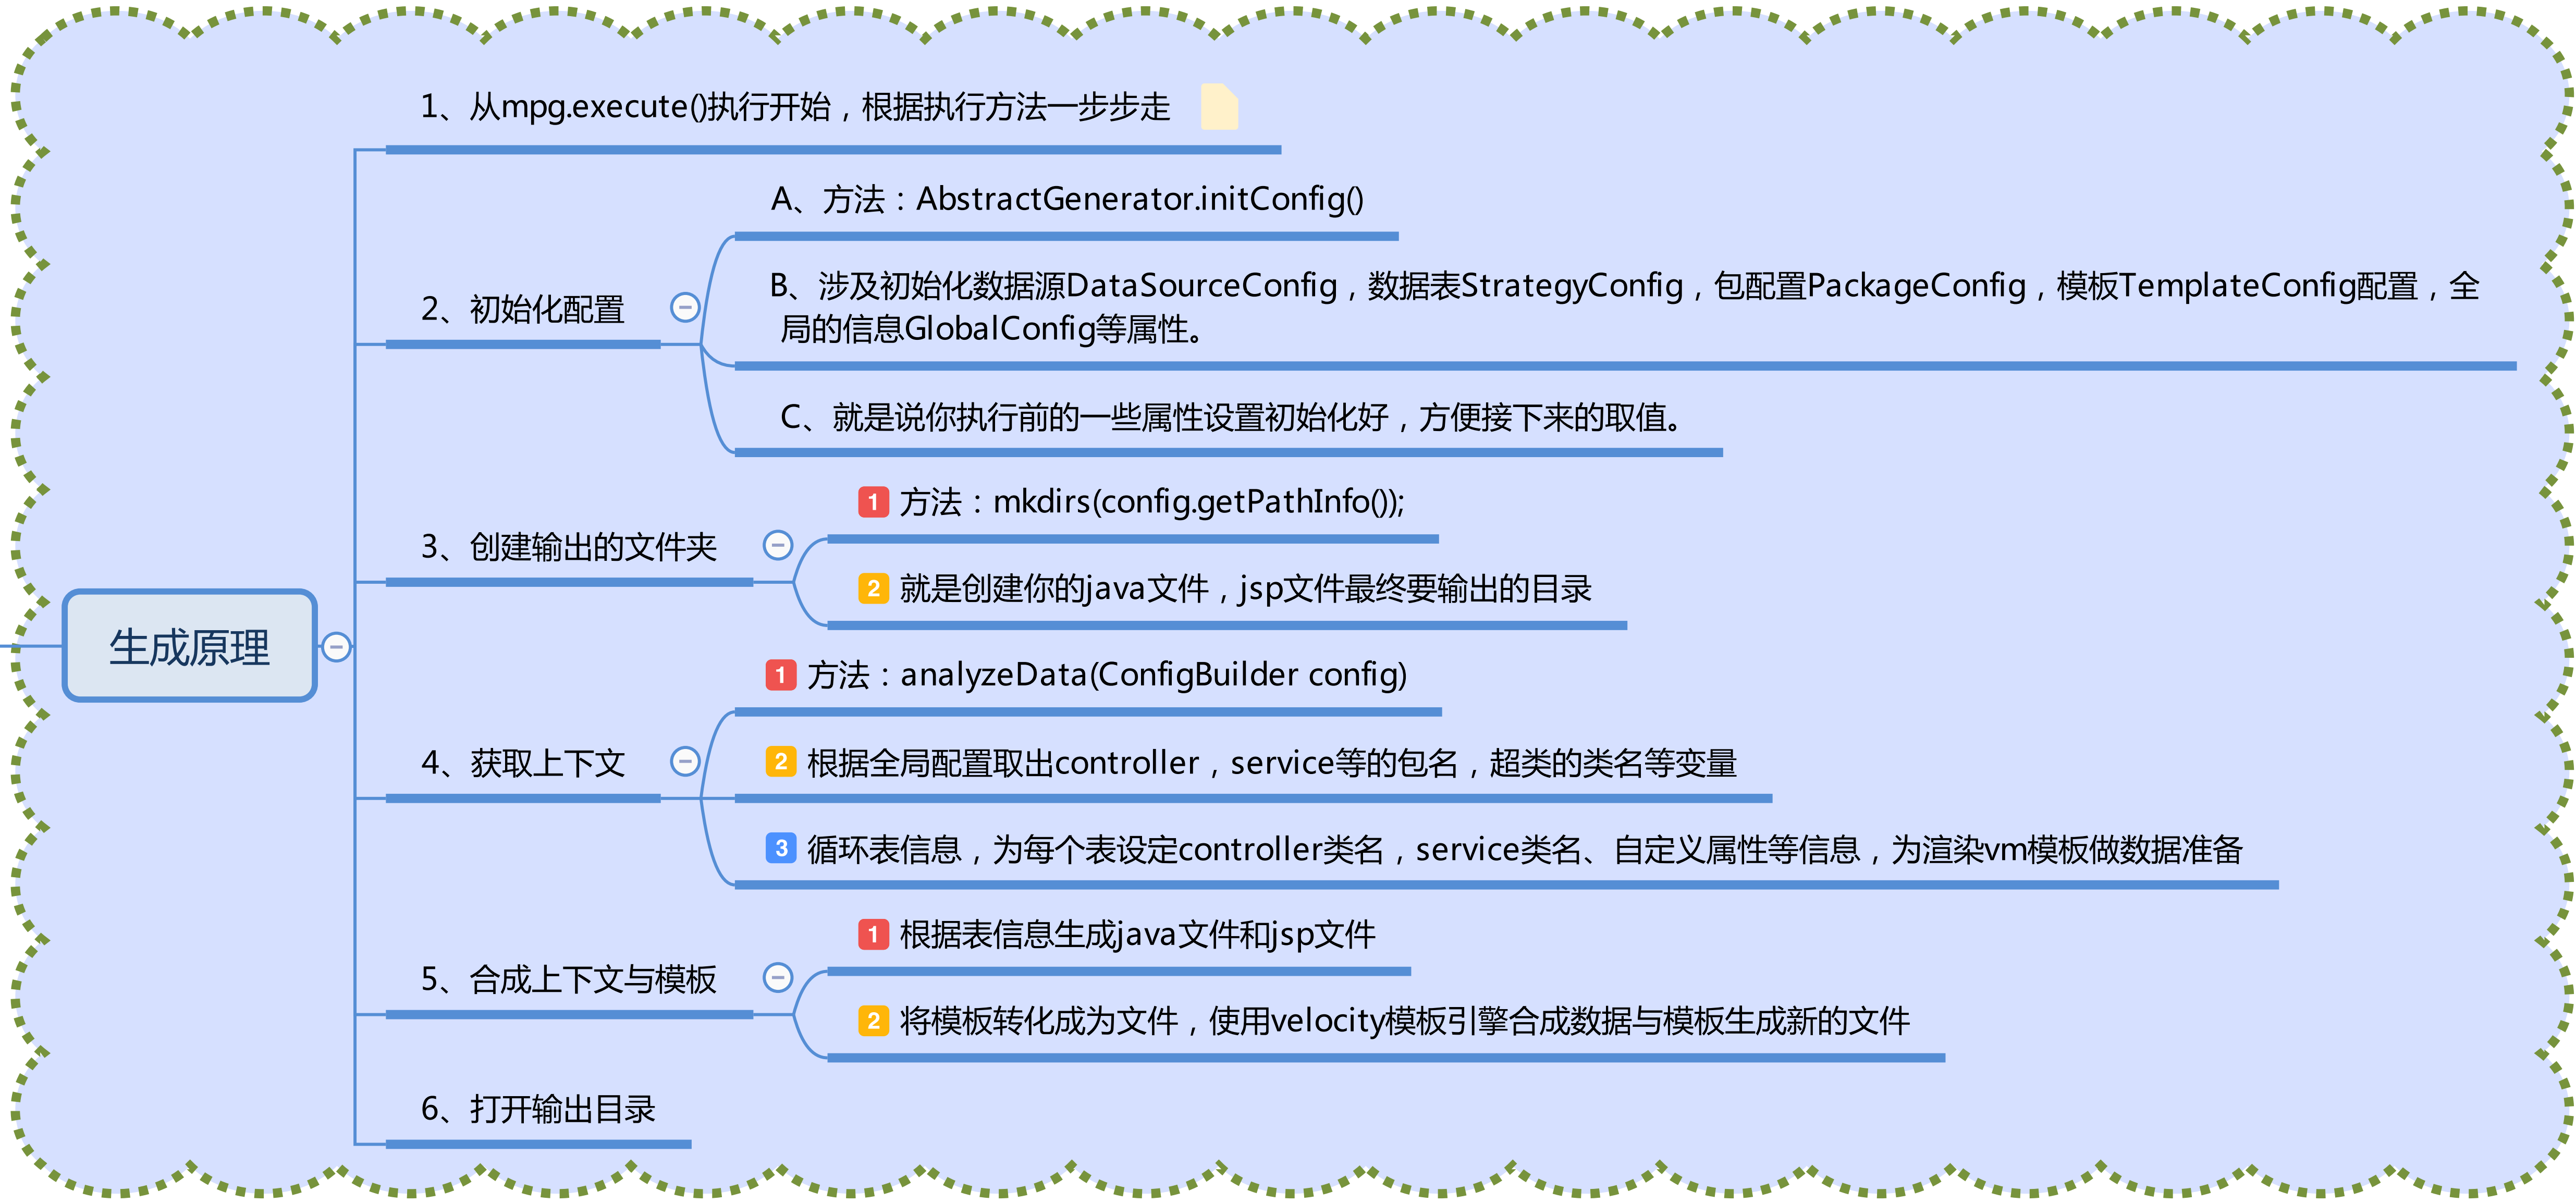 1、从mpg.execute()执行开始，根据执行方法一步步走
A、方法：AbstractGenerator.initConfig()
2、初始化配置
B、涉及初始化数据源DataSourceConfig，数据表StrategyConfig，包配置PackageConfig，模板TemplateConfig配置，全
局的信息GlobalConfig等属性。
C、就是说你执行前的一些属性设置初始化好，方便接下来的取值。
3、创建输出的文件夹
1 方法：mkdirs(config.getPathInfo());
2 就是创建你的java文件，jsp文件最终要输出的目录
生成原理
4、获取上下文
1 方法：analyzeData(ConfigBuilder config)
2 根据全局配置取出controller，service等的包名，超类的类名等变量
3 循环表信息，为每个表设定controller类名，service类名、自定义属性等信息，为渲染vm模板做数据准备
5、合成上下文与模板
1 根据表信息生成java文件和jsp文件
2 将模板转化成为文件，使用velocity模板引擎合成数据与模板生成新的文件
6、打开输出目录